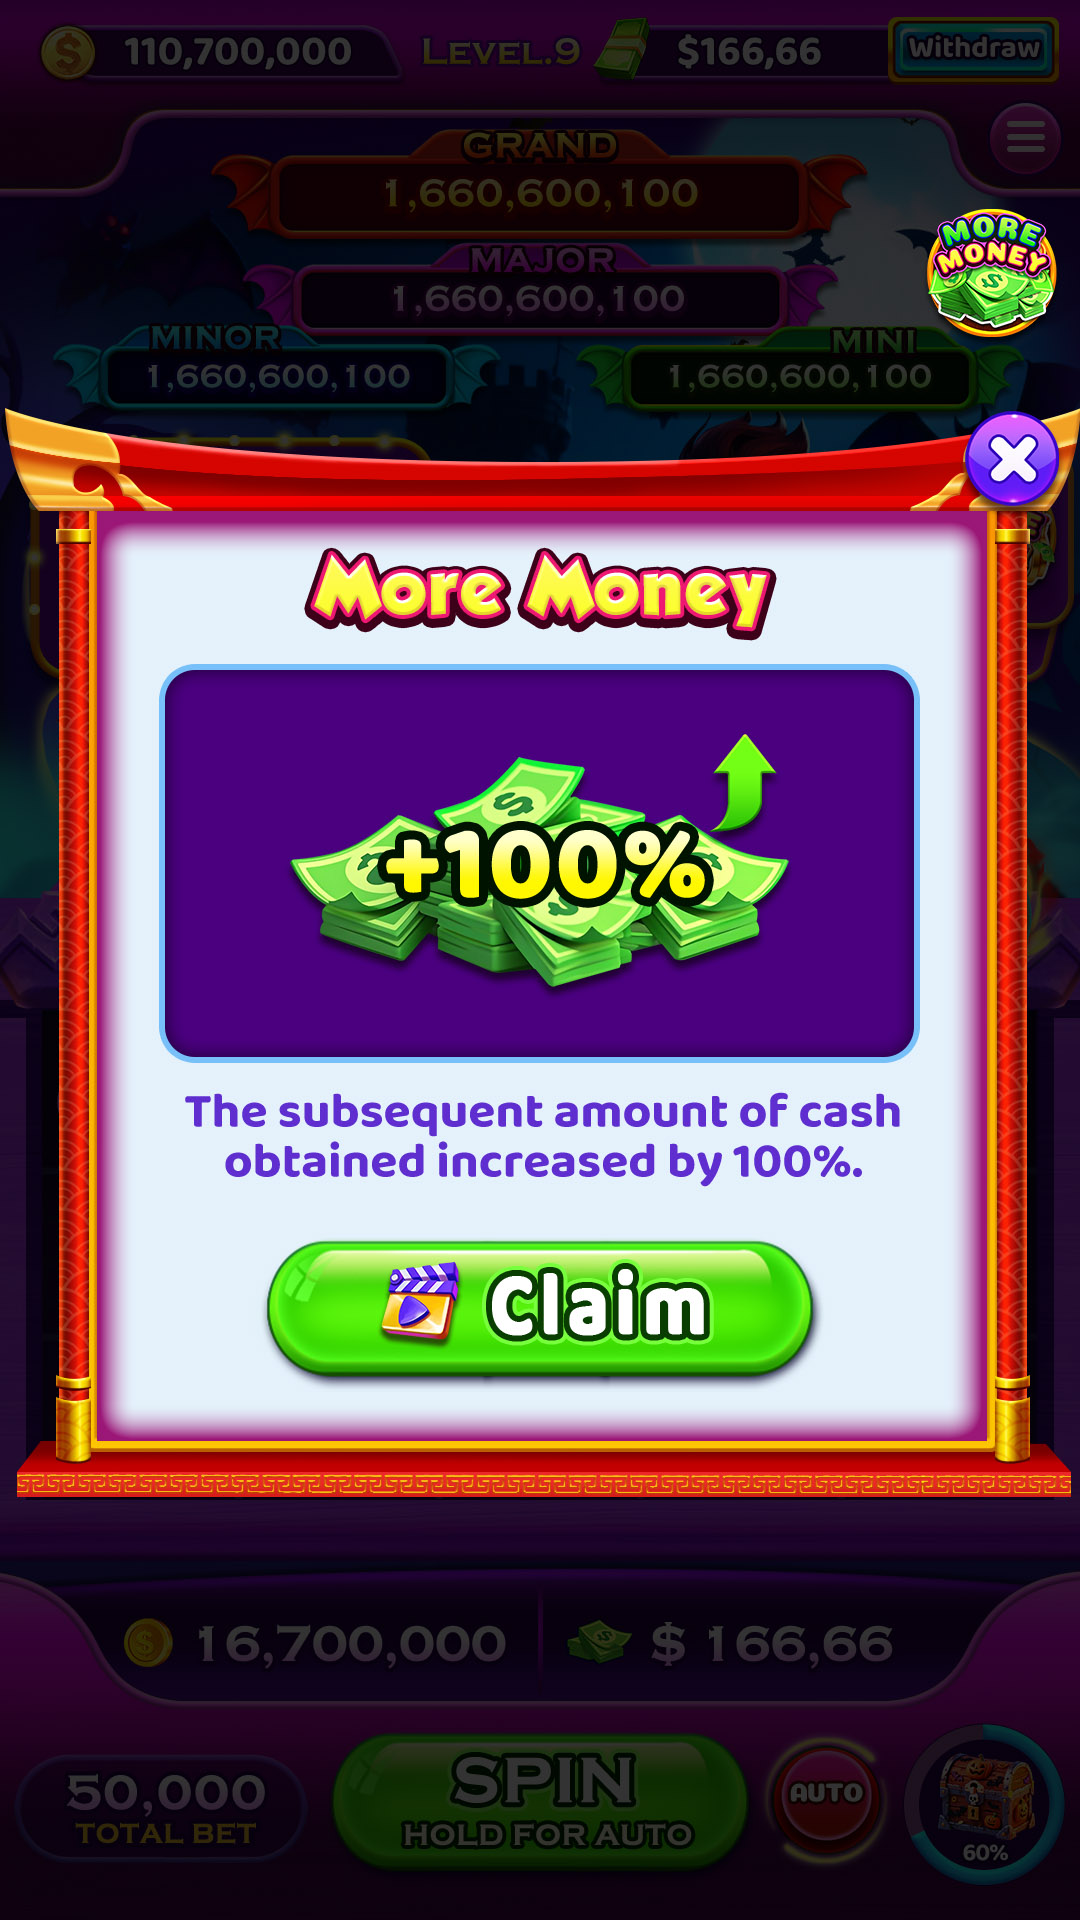 110,700,000 LEVEL.9 $166,66 Withdraw
GRAND
1,660,600,100
MORE
MONEY
MAJOR
1,660,600,100
MINOR MINI
1,660,600,100 1,660,600,100
More Money
+100%
The subsequent amount of cash
obtained increased by 100%.
Claim
16,700,000 $ 166,66
SPIN
HOLD FOR AUTO
50,000
TOTAL BET
AUTO
60%